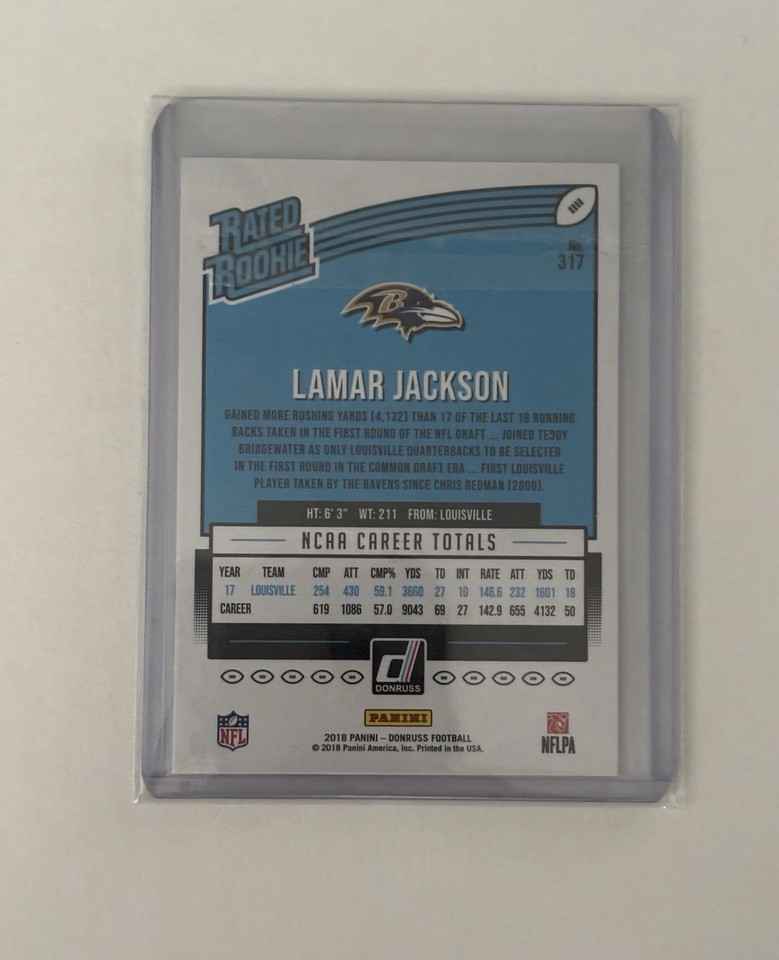 RATED
ROOKIE
No.
317
B
LAMAR JACKSON
GAINED MORE RUSHING YARDS (4,132) THAN 17 OF THE LAST 18 RUNNING
BACKS TAKEN IN THE FIRST ROUND OF THE NFL DRAFT ... JOINED TEDDY
BRIDGEWATER AS ONLY LOUISVILLE QUARTERBACKS TO BE SELECTED
IN THE FIRST ROUND IN THE COMMON DRAFT ERA ... FIRST LOUISVILLE
PLAYER TAKEN BY THE RAVENS SINCE CHRIS REDMAN (2000).
HT: 6' 3" WT: 211 FROM: LOUISVILLE
NCAA CAREER TOTALS
YEAR TEAM CMP ATT CMP% YDS TD INT RATE ATT YDS TD
17 LOUISVILLE 254 430 59.1 3660 27 10 146.6 232 1601 18
CAREER 619 1086 57.0 9043 69 27 142.9 655 4132 50
d
DONRUSS
NFL
PANINI
2018 PANINI – DONRUSS FOOTBALL
© 2018 Panini America, Inc. Printed in the USA.
NFLPA